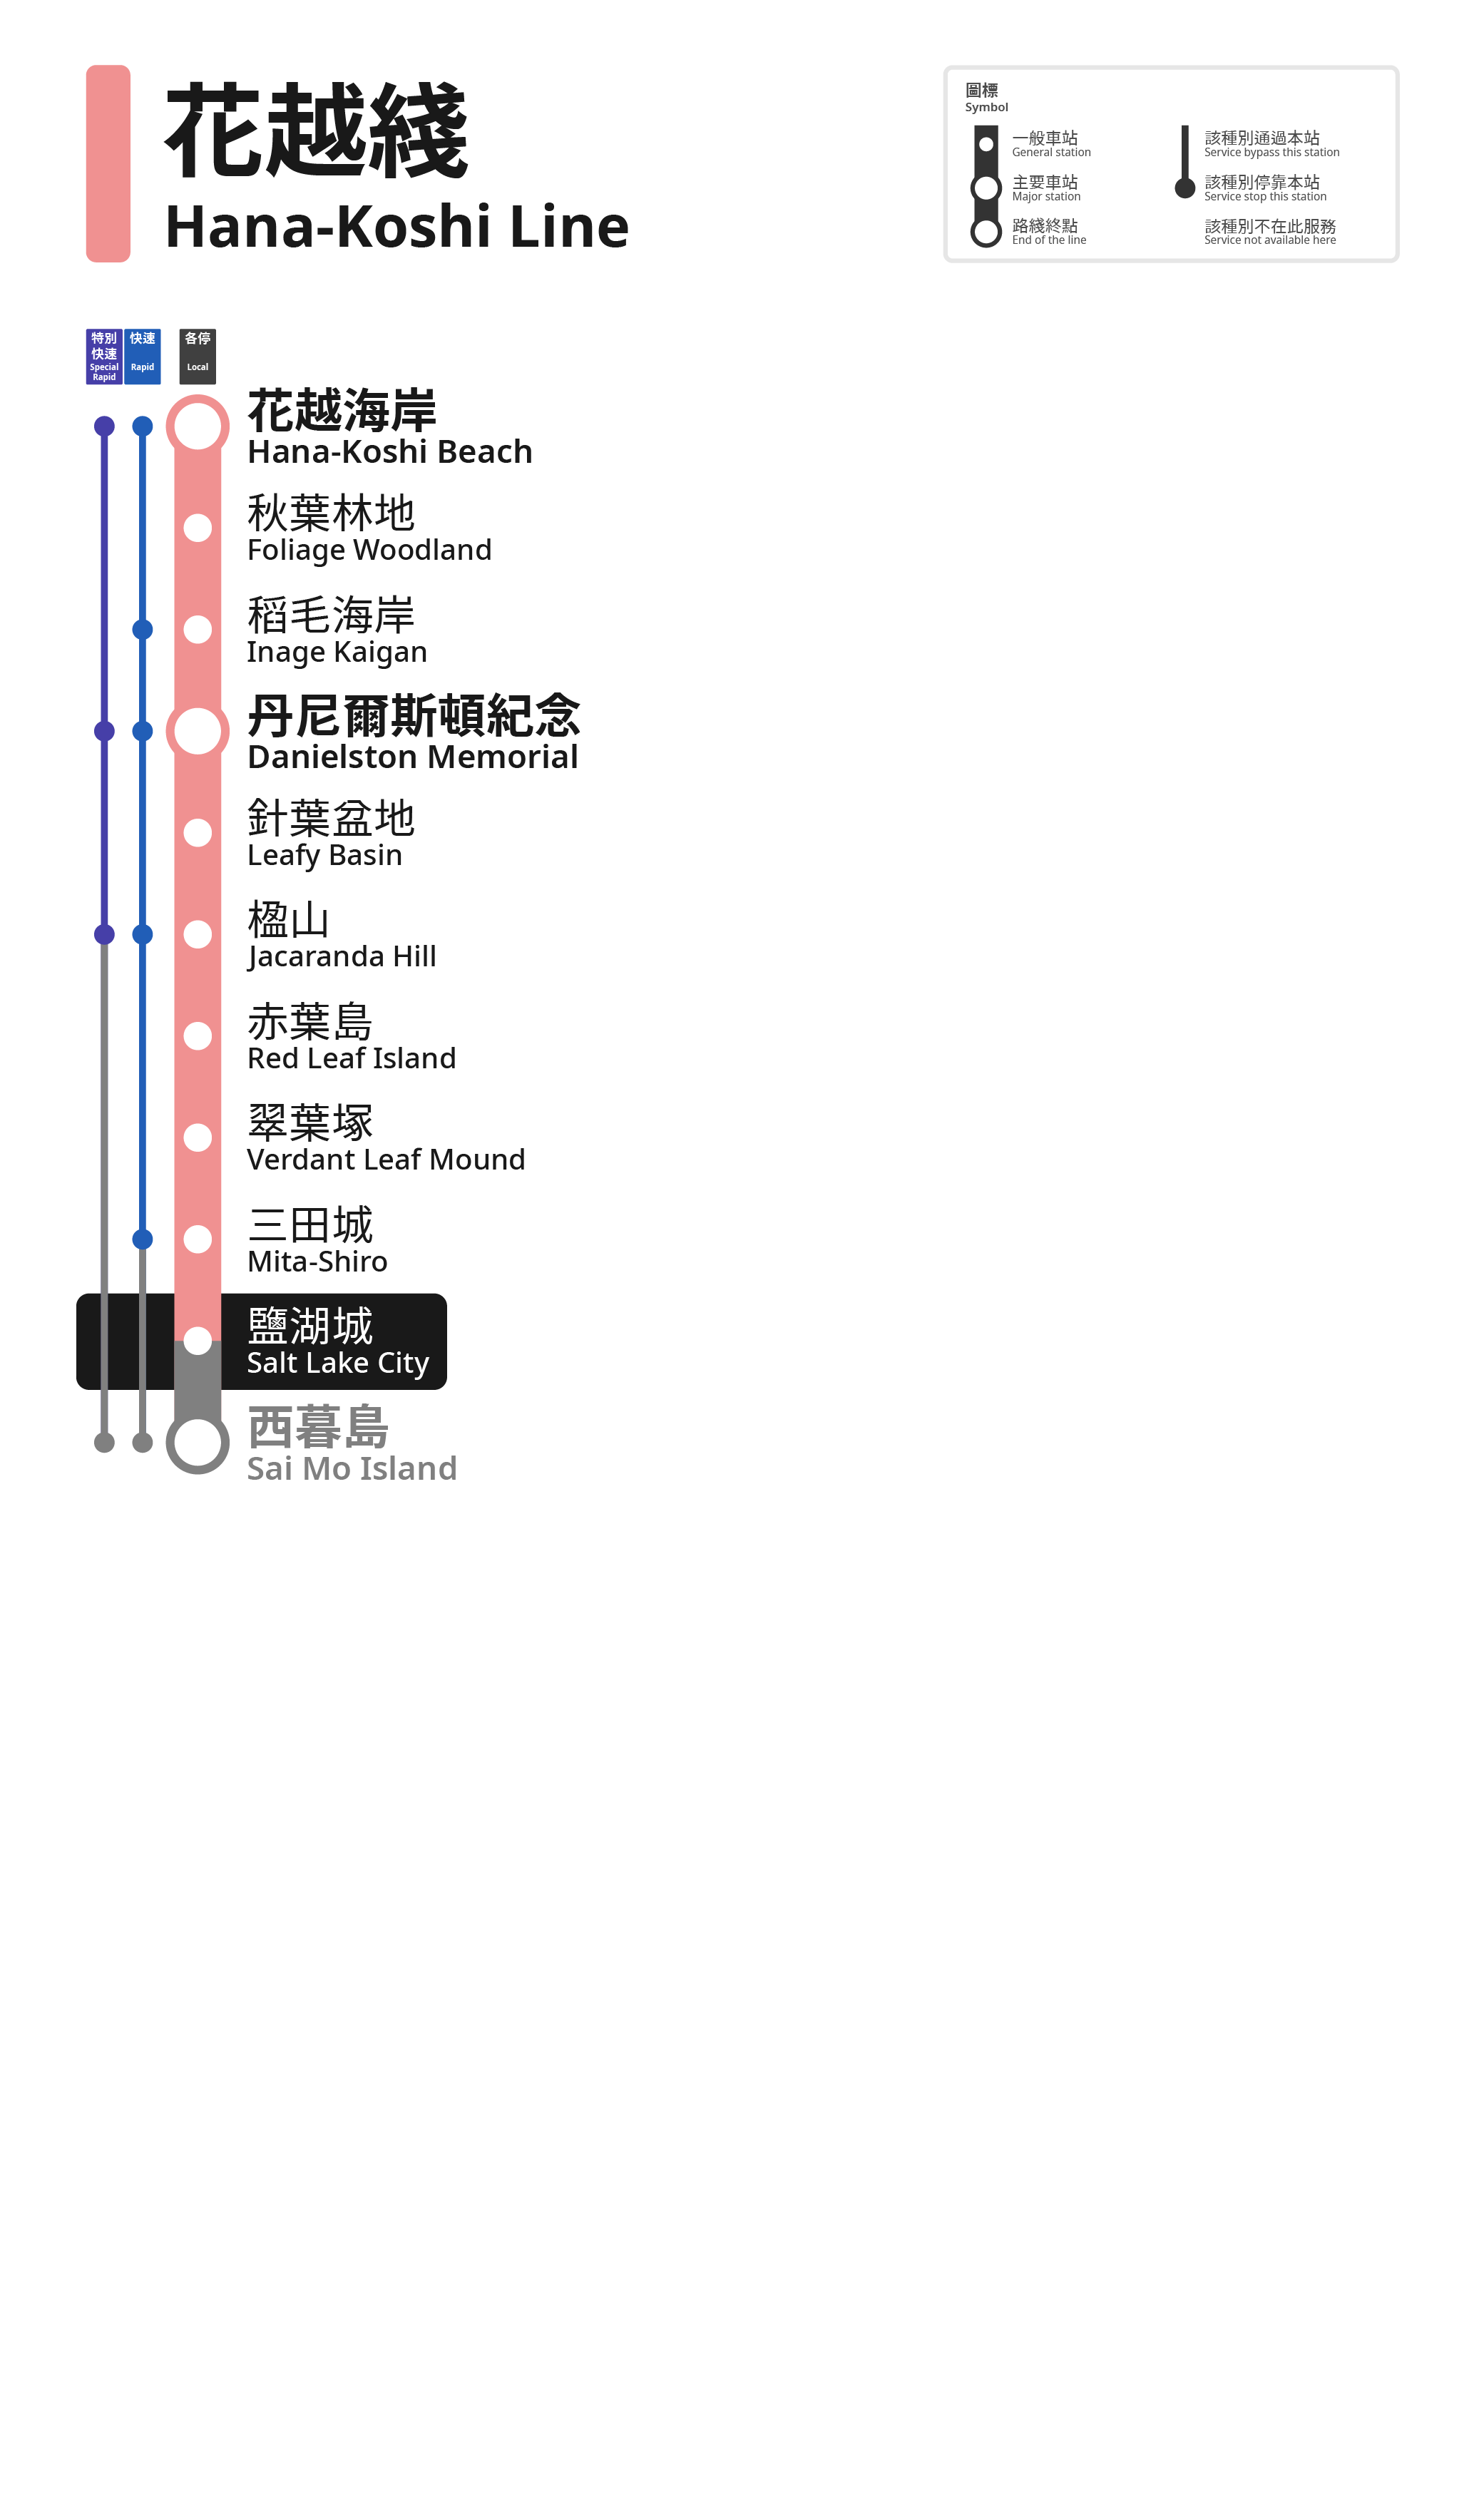 花越綫
Hana-Koshi Line
圖標
Symbol
一般車站
General station
主要車站
Major station
路綫終點
End of the line
該種別通過本站
Service bypass this station
該種別停靠本站
Service stop this station
該種別不在此服務
Service not available here
特別
快速
Special
Rapid
快速
Rapid
各停
Local
花越海岸
Hana-Koshi Beach
秋葉林地
Foliage Woodland
稻毛海岸
Inage Kaigan
丹尼爾斯頓紀念
Danielston Memorial
針葉盆地
Leafy Basin
楹山
Jacaranda Hill
赤葉島
Red Leaf Island
翠葉塚
Verdant Leaf Mound
三田城
Mita-Shiro
鹽湖城
Salt Lake City
西暮島
Sai Mo Island